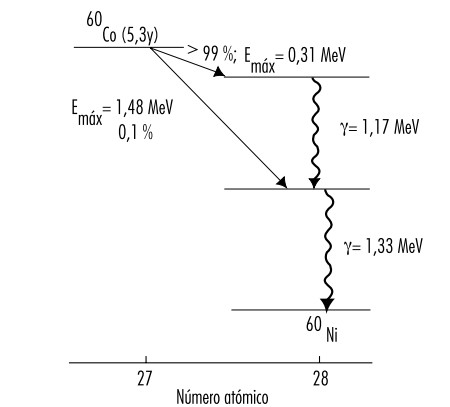 60Co (5,3y)
> 99 %; Emáx= 0,31 MeV
Emáx= 1,48 MeV
0,1 %
γ= 1,17 MeV
γ= 1,33 MeV
60Ni
27 28
Número atómico